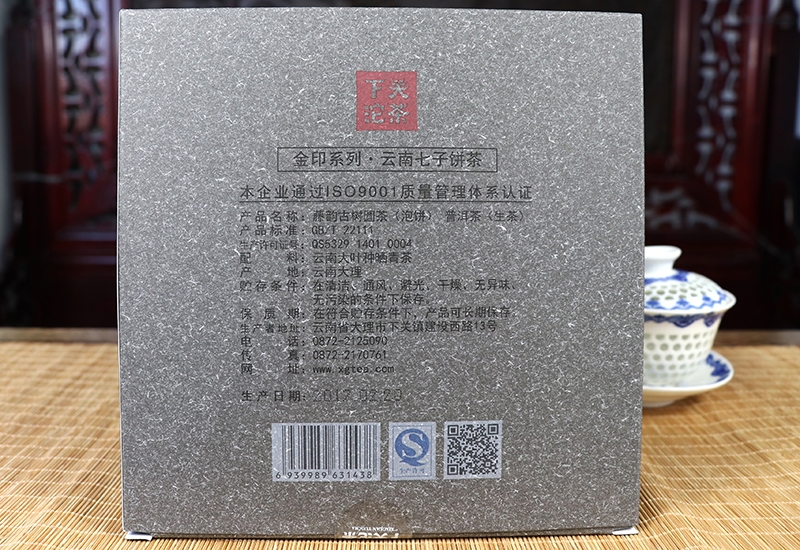 下关
沱茶
金印系列·云南七子饼茶
本企业通过ISO9001质量管理体系认证
产品名称：藤韵古树圆茶（泡饼） 普洱茶（生茶）
产品标准：GB/T 22111
生产许可证号：QS5329 1401 0004
配 料：云南大叶种晒青茶
产 地：云南大理
贮存条件：在清洁、通风、避光、干燥、无异味、
无污染的条件下保存。
保 质 期：在符合贮存条件下，产品可长期保存。
生产者地址：云南省大理市下关镇建设西路13号
电 话：0872-2125090
传 真：0872-2170761
网 址：www.xgtea.com
生产日期：2017.02.20
6 939989 631438
生产许可